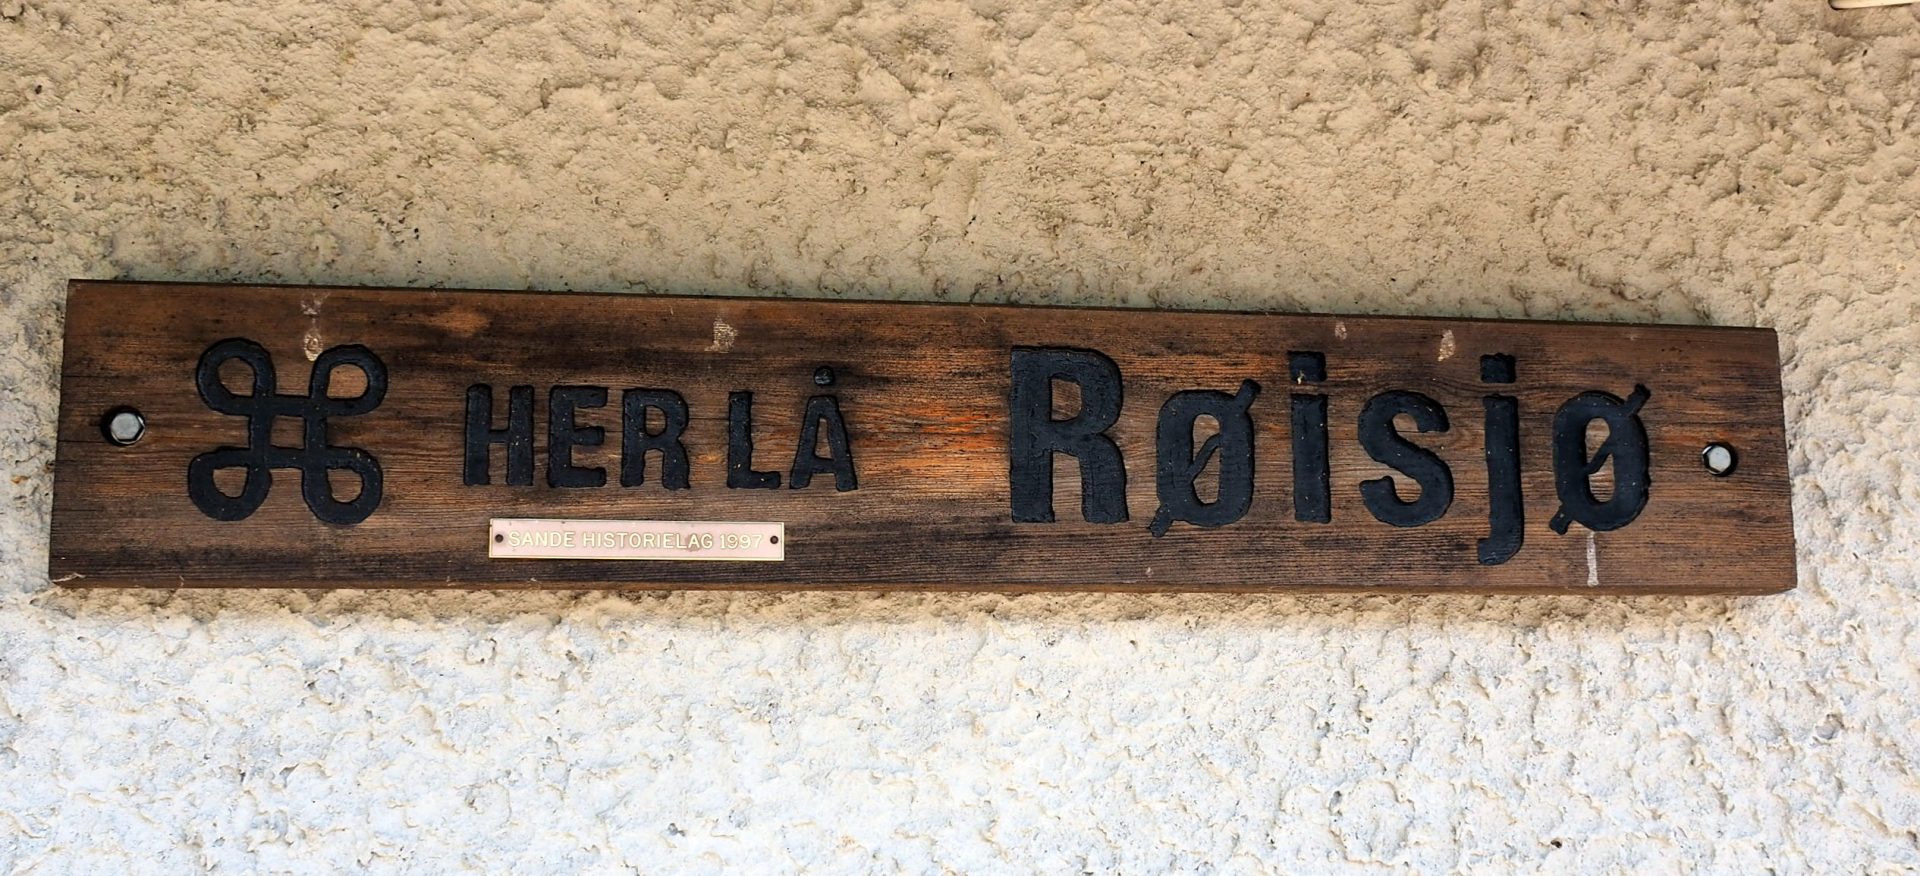 ⌘ HER LÅ Røisjø
SANDE HISTORIELAG 1997